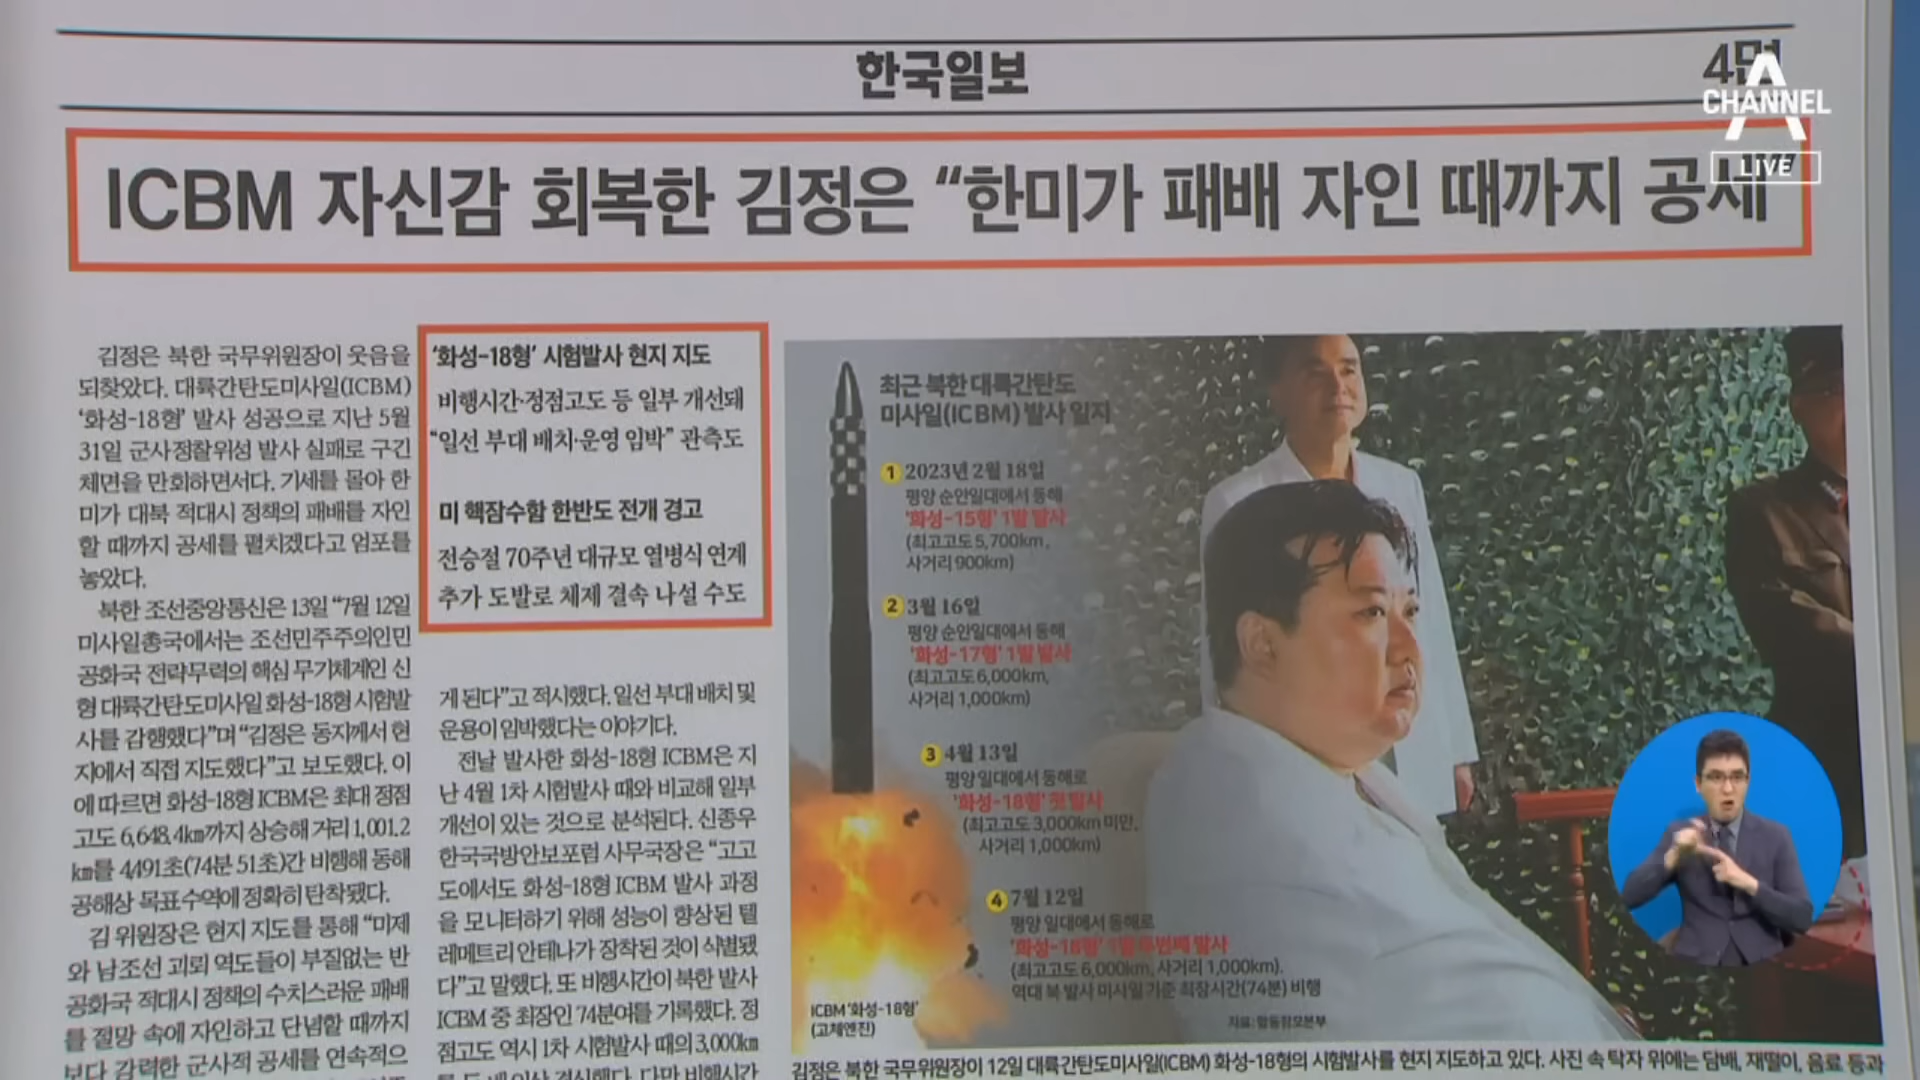 한국일보
4면
CHANNEL A
LIVE
ICBM 자신감 회복한 김정은 “한미가 패배 자인 때까지 공세”
김정은 북한 국무위원장이 웃음을
되찾았다. 대륙간탄도미사일(ICBM)
‘화성-18형’ 발사 성공으로 지난 5월
31일 군사정찰위성 발사 실패로 구긴
체면을 만회하면서다. 기세를 몰아 한
미가 대북 적대시 정책의 패배를 자인
할 때까지 공세를 펼치겠다고 엄포를
놓았다.
북한 조선중앙통신은 13일 “7월 12일
미사일총국에서는 조선민주주의인민
공화국 전략무력의 핵심 무기체계인 신
형 대륙간탄도미사일 화성-18형 시험발
사를 감행했다”며 “김정은 동지께서 현
지에서 직접 지도했다”고 보도했다. 이
에 따르면 화성-18형 ICBM은 최대 정점
고도 6,648.4㎞까지 상승해 거리 1,001.2
㎞를 4,491초(74분 51초)간 비행해 동해
공해상 목표수역에 정확히 탄착됐다.
김 위원장은 현지 지도를 통해 “미제
와 남조선 괴뢰 역도들이 부질없는 반
공화국 적대시 정책의 수치스러운 패배
를 절망 속에 자인하고 단념할 때까지
보다 강력한 군사적 공세를 연속적으
‘화성-18형’ 시험발사 현지 지도
비행시간·정점고도 등 일부 개선돼
“일선 부대 배치·운영 임박” 관측도
미 핵잠수함 한반도 전개 경고
전승절 70주년 대규모 열병식 연계
추가 도발로 체제 결속 나설 수도
게 된다”고 적시했다. 일선 부대 배치 및
운용이 임박했다는 이야기다.
전날 발사한 화성-18형 ICBM은 지
난 4월 1차 시험발사 때와 비교해 일부
개선이 있는 것으로 분석된다. 신종우
한국국방안보포럼 사무국장은 “고고
도에서도 화성-18형 ICBM 발사 과정
을 모니터하기 위해 성능이 향상된 텔
레메트리 안테나가 장착된 것이 식별됐
다”고 말했다. 또 비행시간이 북한 발사
ICBM 중 최장인 74분여를 기록했다. 정
점고도 역시 1차 시험발사 때의 3,000㎞
최근 북한 대륙간탄도
미사일(ICBM) 발사 일지
1 2023년 2월 18일
평양 순안일대에서 동해
‘화성-15형’ 1발 발사
(최고고도 5,700km,
사거리 900km)
2 3월 16일
평양 순안일대에서 동해
‘화성-17형’ 1발 발사
(최고고도 6,000km,
사거리 1,000km)
3 4월 13일
평양 일대에서 동해로
‘화성-18형’ 첫 발사
(최고고도 3,000km 미만,
사거리 1,000km)
4 7월 12일
평양 일대에서 동해로
‘화성-18형’ 1발 두번째 발사
(최고고도 6,000km, 사거리 1,000km).
역대 북 발사 미사일 기준 최장시간(74분) 비행
자료: 합동참모본부
ICBM ‘화성-18형’
(고체엔진)
김정은 북한 국무위원장이 12일 대륙간탄도미사일(ICBM) 화성-18형의 시험발사를 현지 지도하고 있다. 사진 속 탁자 위에는 담배, 재떨이, 음료 등과